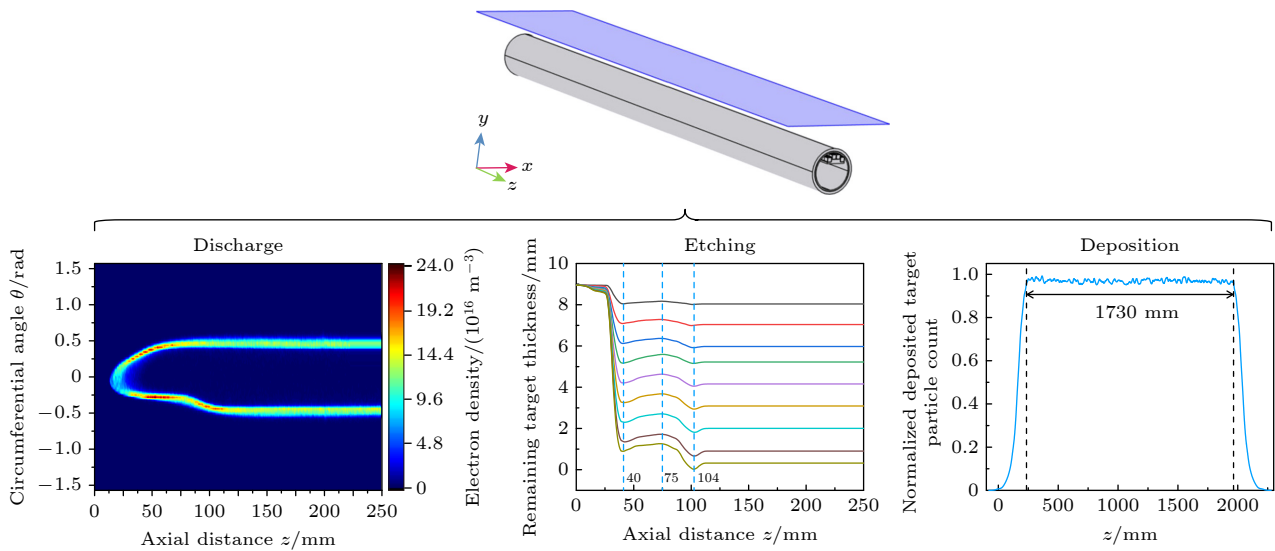 y
x
z
Discharge
Circumferential angle θ/rad
1.5
1.0
0.5
0
−0.5
−1.0
−1.5
0 50 100 150 200 250
Axial distance z/mm
24.0
19.2
14.4
9.6
4.8
0
Electron density/(10¹⁶ m⁻³)
Etching
Remaining target thickness/mm
10
8
6
4
2
0
40 75 104
0 50 100 150 200 250
Axial distance z/mm
Deposition
Normalized deposited target
particle count
1.0
0.8
0.6
0.4
0.2
0
1730 mm
0 500 1000 1500 2000
z/mm